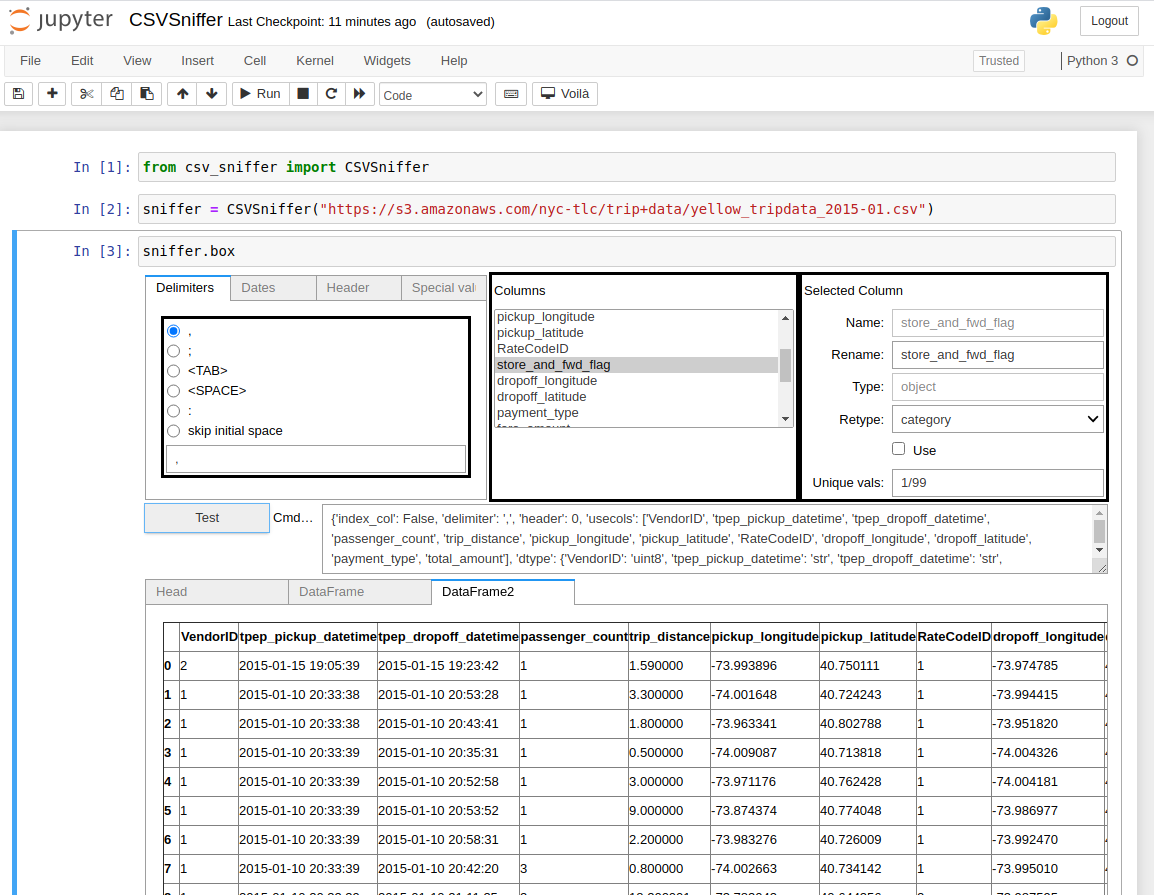 jupyter CSVSniffer Last Checkpoint: 11 minutes ago (autosaved) Logout
File Edit View Insert Cell Kernel Widgets Help Trusted Python 3
Run Code Voilà
In [1]: from csv_sniffer import CSVSniffer
In [2]: sniffer = CSVSniffer("https://s3.amazonaws.com/nyc-tlc/trip+data/yellow_tripdata_2015-01.csv")
In [3]: sniffer.box
Delimiters Dates Header Special val
,
;
<TAB>
<SPACE>
:
skip initial space
,
Columns
pickup_longitude
pickup_latitude
RateCodeID
store_and_fwd_flag
dropoff_longitude
dropoff_latitude
payment_type
fare_amount
Selected Column
Name: store_and_fwd_flag
Rename: store_and_fwd_flag
Type: object
Retype: category
Use
Unique vals: 1/99
Test Cmd…
{'index_col': False, 'delimiter': ',', 'header': 0, 'usecols': ['VendorID', 'tpep_pickup_datetime', 'tpep_dropoff_datetime',
'passenger_count', 'trip_distance', 'pickup_longitude', 'pickup_latitude', 'RateCodeID', 'dropoff_longitude', 'dropoff_latitude',
'payment_type', 'total_amount'], 'dtype': {'VendorID': 'uint8', 'tpep_pickup_datetime': 'str', 'tpep_dropoff_datetime': 'str',
Head DataFrame DataFrame2
VendorID tpep_pickup_datetime tpep_dropoff_datetime passenger_count trip_distance pickup_longitude pickup_latitude RateCodeID dropoff_longitude
0 2 2015-01-15 19:05:39 2015-01-15 19:23:42 1 1.590000 -73.993896 40.750111 1 -73.974785
1 1 2015-01-10 20:33:38 2015-01-10 20:53:28 1 3.300000 -74.001648 40.724243 1 -73.994415
2 1 2015-01-10 20:33:38 2015-01-10 20:43:41 1 1.800000 -73.963341 40.802788 1 -73.951820
3 1 2015-01-10 20:33:39 2015-01-10 20:35:31 1 0.500000 -74.009087 40.713818 1 -74.004326
4 1 2015-01-10 20:33:39 2015-01-10 20:52:58 1 3.000000 -73.971176 40.762428 1 -74.004181
5 1 2015-01-10 20:33:39 2015-01-10 20:53:52 1 9.000000 -73.874374 40.774048 1 -73.986977
6 1 2015-01-10 20:33:39 2015-01-10 20:58:31 1 2.200000 -73.983276 40.726009 1 -73.992470
7 1 2015-01-10 20:33:39 2015-01-10 20:42:20 3 0.800000 -74.002663 40.734142 1 -73.995010